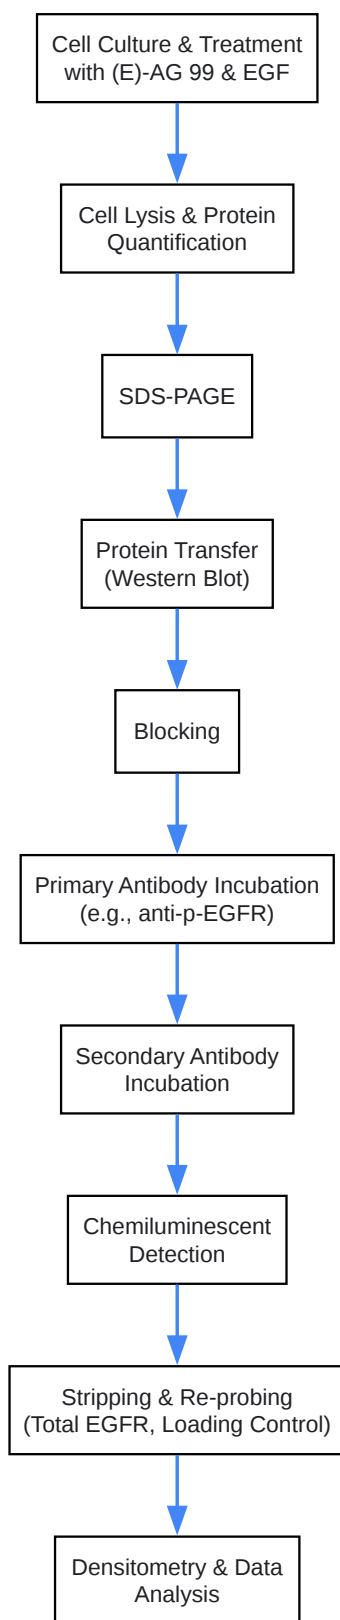 Cell Culture & Treatment
with (E)-AG 99 & EGF
Cell Lysis & Protein
Quantification
SDS-PAGE
Protein Transfer
(Western Blot)
Blocking
Primary Antibody Incubation
(e.g., anti-p-EGFR)
Secondary Antibody
Incubation
Chemiluminescent
Detection
Stripping & Re-probing
(Total EGFR, Loading Control)
Densitometry & Data
Analysis